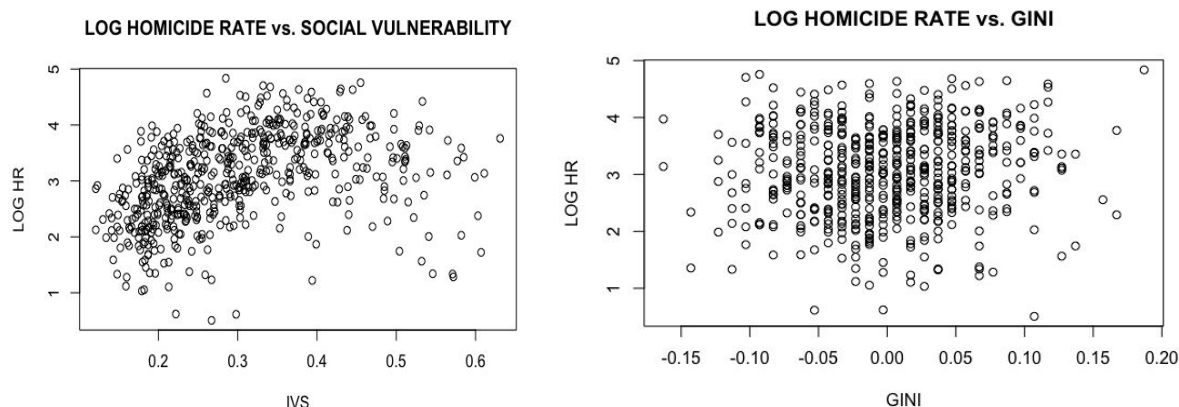 LOG HOMICIDE RATE vs. SOCIAL VULNERABILITY
5
4
3
2
1
LOG HR
0.2 0.3 0.4 0.5 0.6
IVS
LOG HOMICIDE RATE vs. GINI
5
4
3
2
1
LOG HR
-0.15 -0.10 -0.05 0.00 0.05 0.10 0.15 0.20
GINI